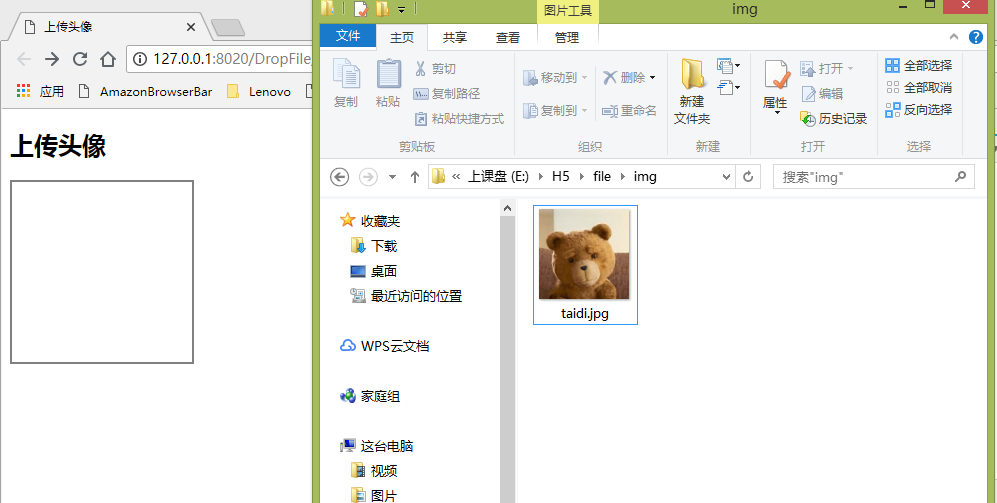 上传头像
127.0.0.1:8020/DropFile
应用 AmazonBrowserBar Lenovo
上传头像
图片工具 img
文件 主页 共享 查看 管理
复制 粘贴 剪切 复制路径 粘贴快捷方式
剪贴板
移动到 复制到 删除 重命名
组织
新建
文件夹
新建
属性 打开 编辑 历史记录
打开
全部选择
全部取消
反向选择
选择
« 上课盘 (E:) H5 file img
搜索"img"
收藏夹
下载
桌面
最近访问的位置
WPS云文档
家庭组
这台电脑
视频
图片
taidi.jpg